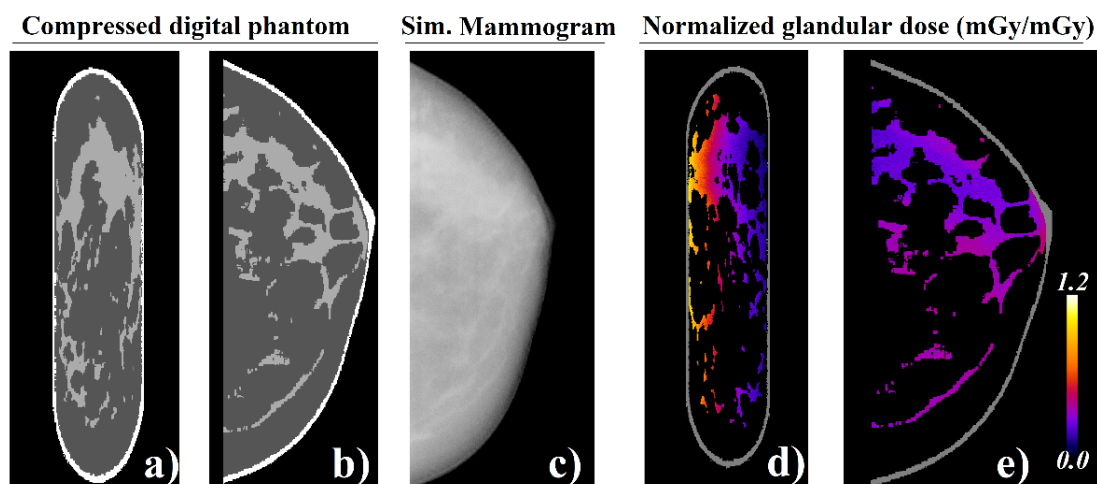 Compressed digital phantom
Sim. Mammogram
Normalized glandular dose (mGy/mGy)
1.2
0.0
a)
b)
c)
d)
e)